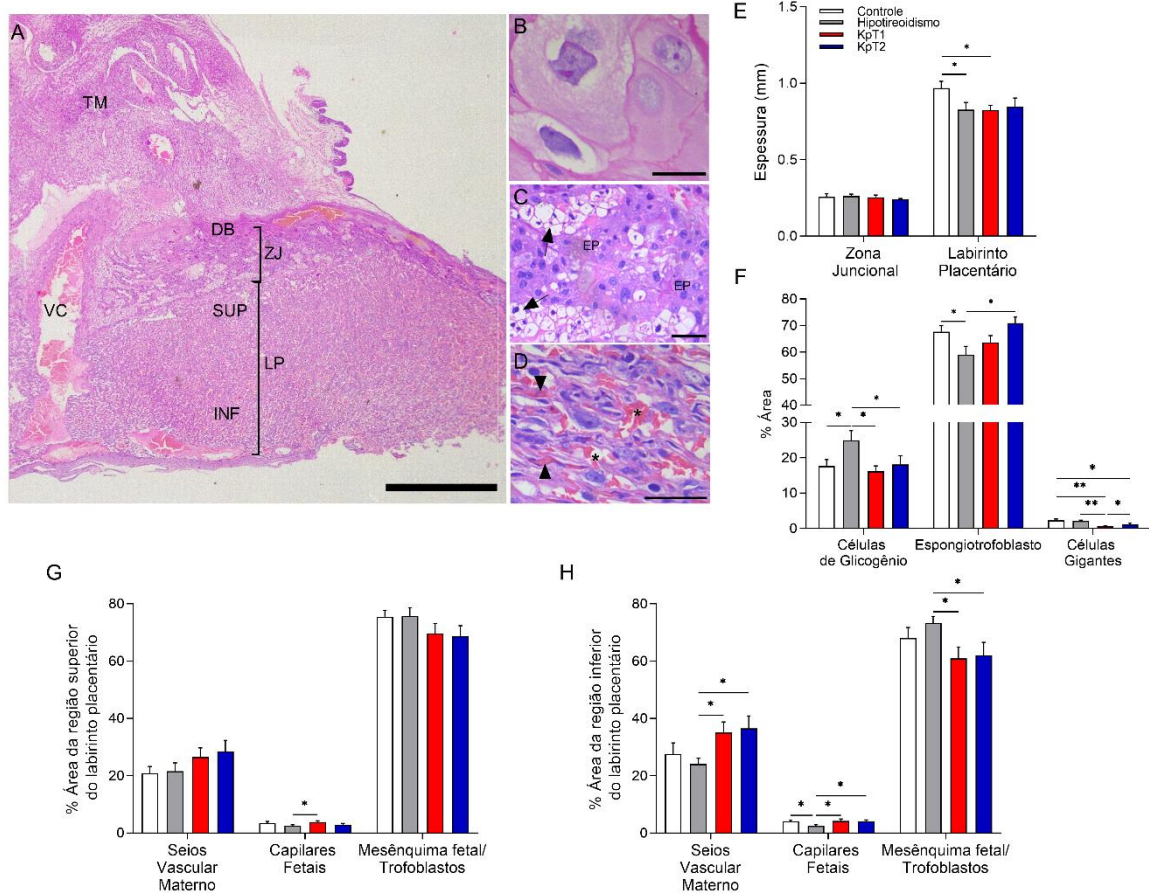 A
TM
DB
ZJ
VC
SUP
LP
INF
B
C
EP
EP
D
*
*
E
Controle
Hipotireoidismo
KpT1
KpT2
Espessura (mm)
1.5
1.0
0.5
0.0
*
*
Zona
Juncional
Labirinto
Placentário
F
% Área
80
70
60
50
40
30
20
10
0
*
*
*
*
*
*
**
**
*
Células
de Glicogênio
Espongiotrofoblasto
Células
Gigantes
G
% Área da região superior
do labirinto placentário
80
60
40
20
0
*
Seios
Vascular
Materno
Capilares
Fetais
Mesênquima fetal/
Trofoblastos
H
% Área da região inferior
do labirinto placentário
80
60
40
20
0
*
*
*
*
*
*
*
Seios
Vascular
Materno
Capilares
Fetais
Mesênquima fetal/
Trofoblastos